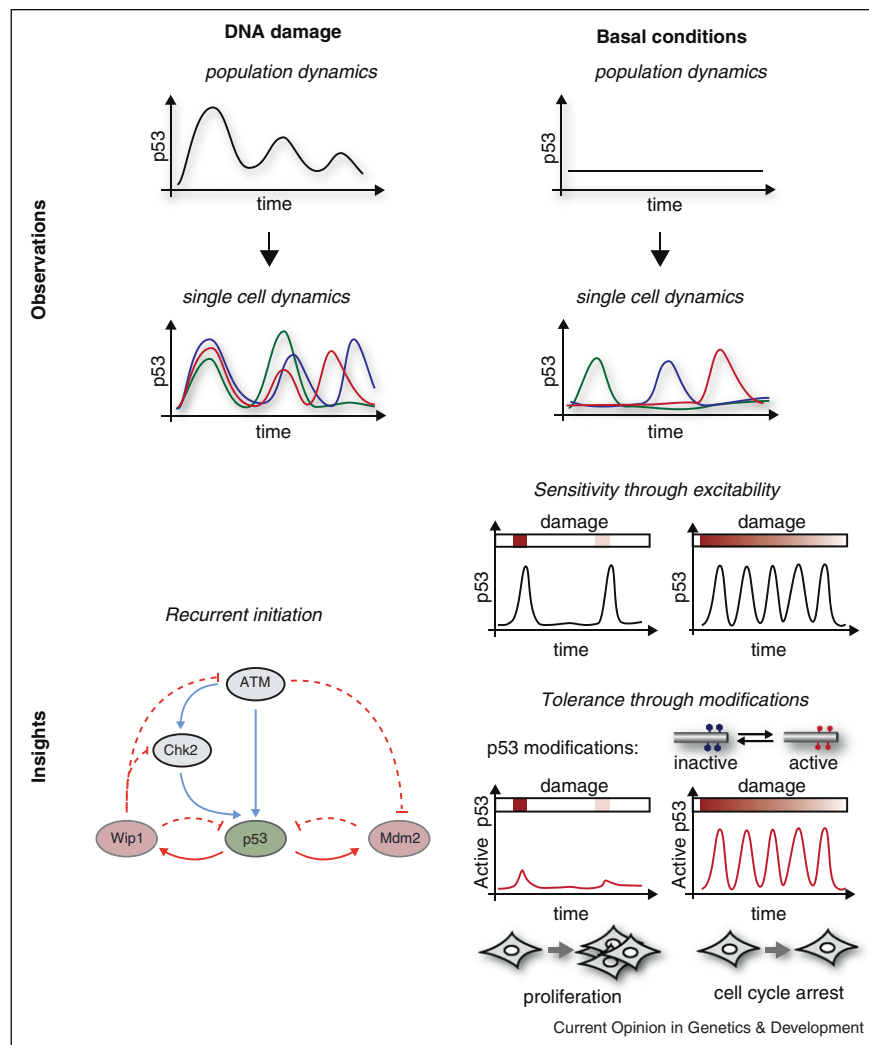 DNA damage
Basal conditions
population dynamics
population dynamics
p53
time
p53
time
Observations
single cell dynamics
single cell dynamics
p53
time
p53
time
Sensitivity through excitability
damage
damage
p53
time
p53
time
Recurrent initiation
ATM
Chk2
Wip1
p53
Mdm2
Insights
Tolerance through modifications
p53 modifications:
inactive
active
damage
damage
Active p53
time
Active p53
time
proliferation
cell cycle arrest
Current Opinion in Genetics & Development